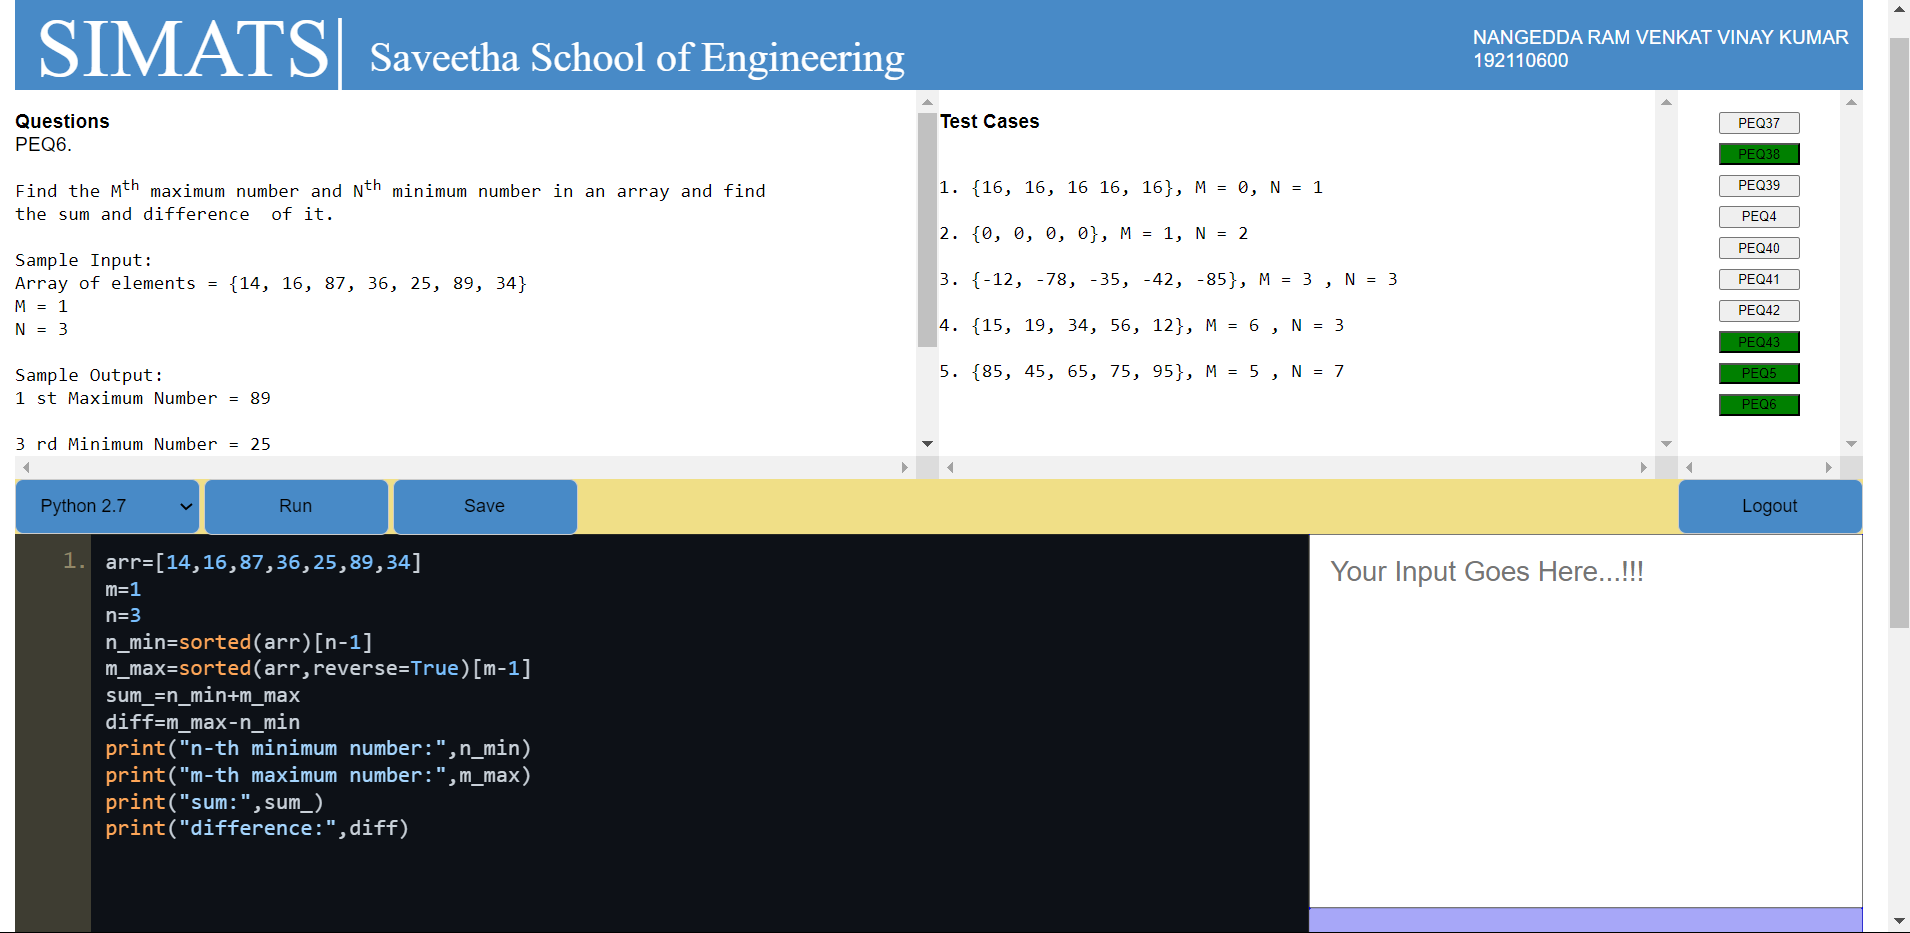 SIMATS
Saveetha School of Engineering
NANGEDDA RAM VENKAT VINAY KUMAR
192110600
Questions
PEQ6.
Find the Mth maximum number and Nth minimum number in an array and find
the sum and difference  of it.
Sample Input:
Array of elements = {14, 16, 87, 36, 25, 89, 34}
M = 1
N = 3
Sample Output:
1 st Maximum Number = 89
3 rd Minimum Number = 25
Test Cases
1. {16, 16, 16 16, 16}, M = 0, N = 1
2. {0, 0, 0, 0}, M = 1, N = 2
3. {-12, -78, -35, -42, -85}, M = 3 , N = 3
4. {15, 19, 34, 56, 12}, M = 6 , N = 3
5. {85, 45, 65, 75, 95}, M = 5 , N = 7
PEQ37
PEQ38
PEQ39
PEQ4
PEQ40
PEQ41
PEQ42
PEQ43
PEQ5
PEQ6
Python 2.7
Run
Save
Logout
1.
arr=[14,16,87,36,25,89,34]
m=1
n=3
n_min=sorted(arr)[n-1]
m_max=sorted(arr,reverse=True)[m-1]
sum_=n_min+m_max
diff=m_max-n_min
print("n-th minimum number:",n_min)
print("m-th maximum number:",m_max)
print("sum:",sum_)
print("difference:",diff)
Your Input Goes Here...!!!